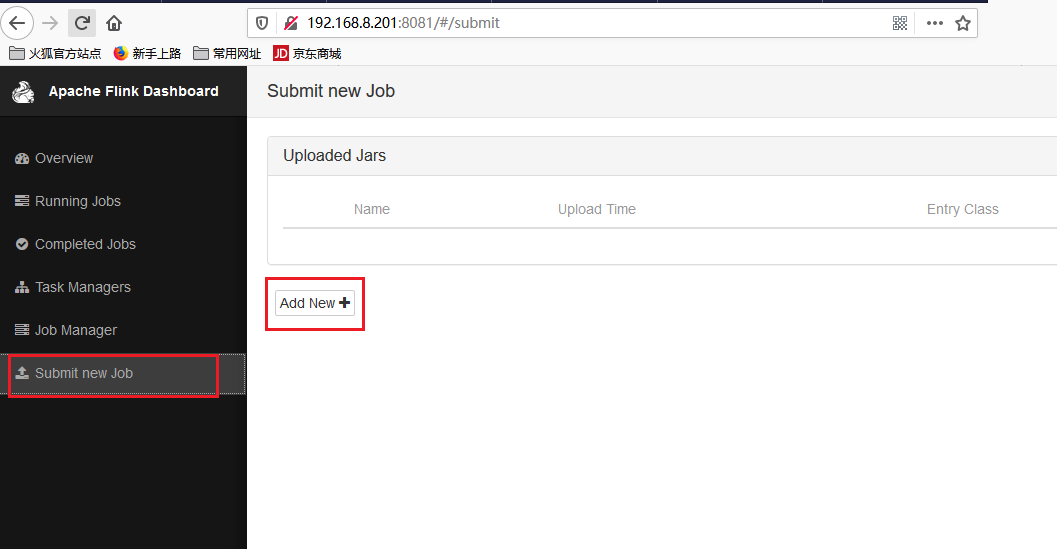 192.168.8.201:8081/#/submit
火狐官方站点 新手上路 常用网址 JD 京东商城
Apache Flink Dashboard
Submit new Job
Overview
Running Jobs
Completed Jobs
Task Managers
Job Manager
Submit new Job
Uploaded Jars
Name Upload Time Entry Class
Add New